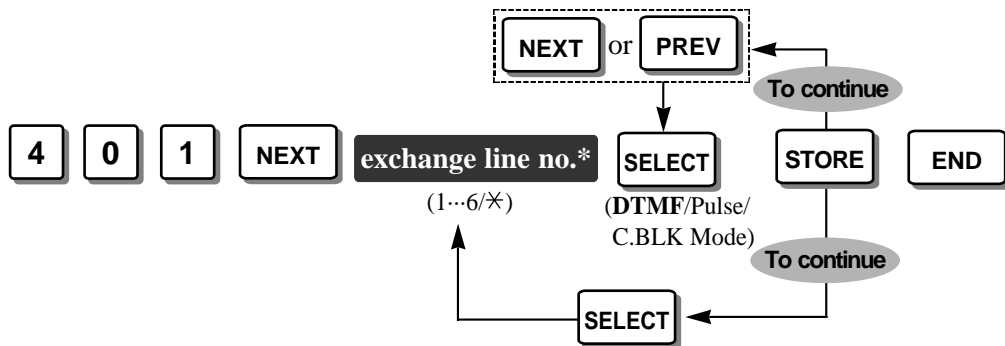 NEXT or PREV
To continue
4 0 1 NEXT exchange line no.* SELECT STORE END
(1···6/✳) (DTMF/Pulse/
C.BLK Mode)
To continue
SELECT